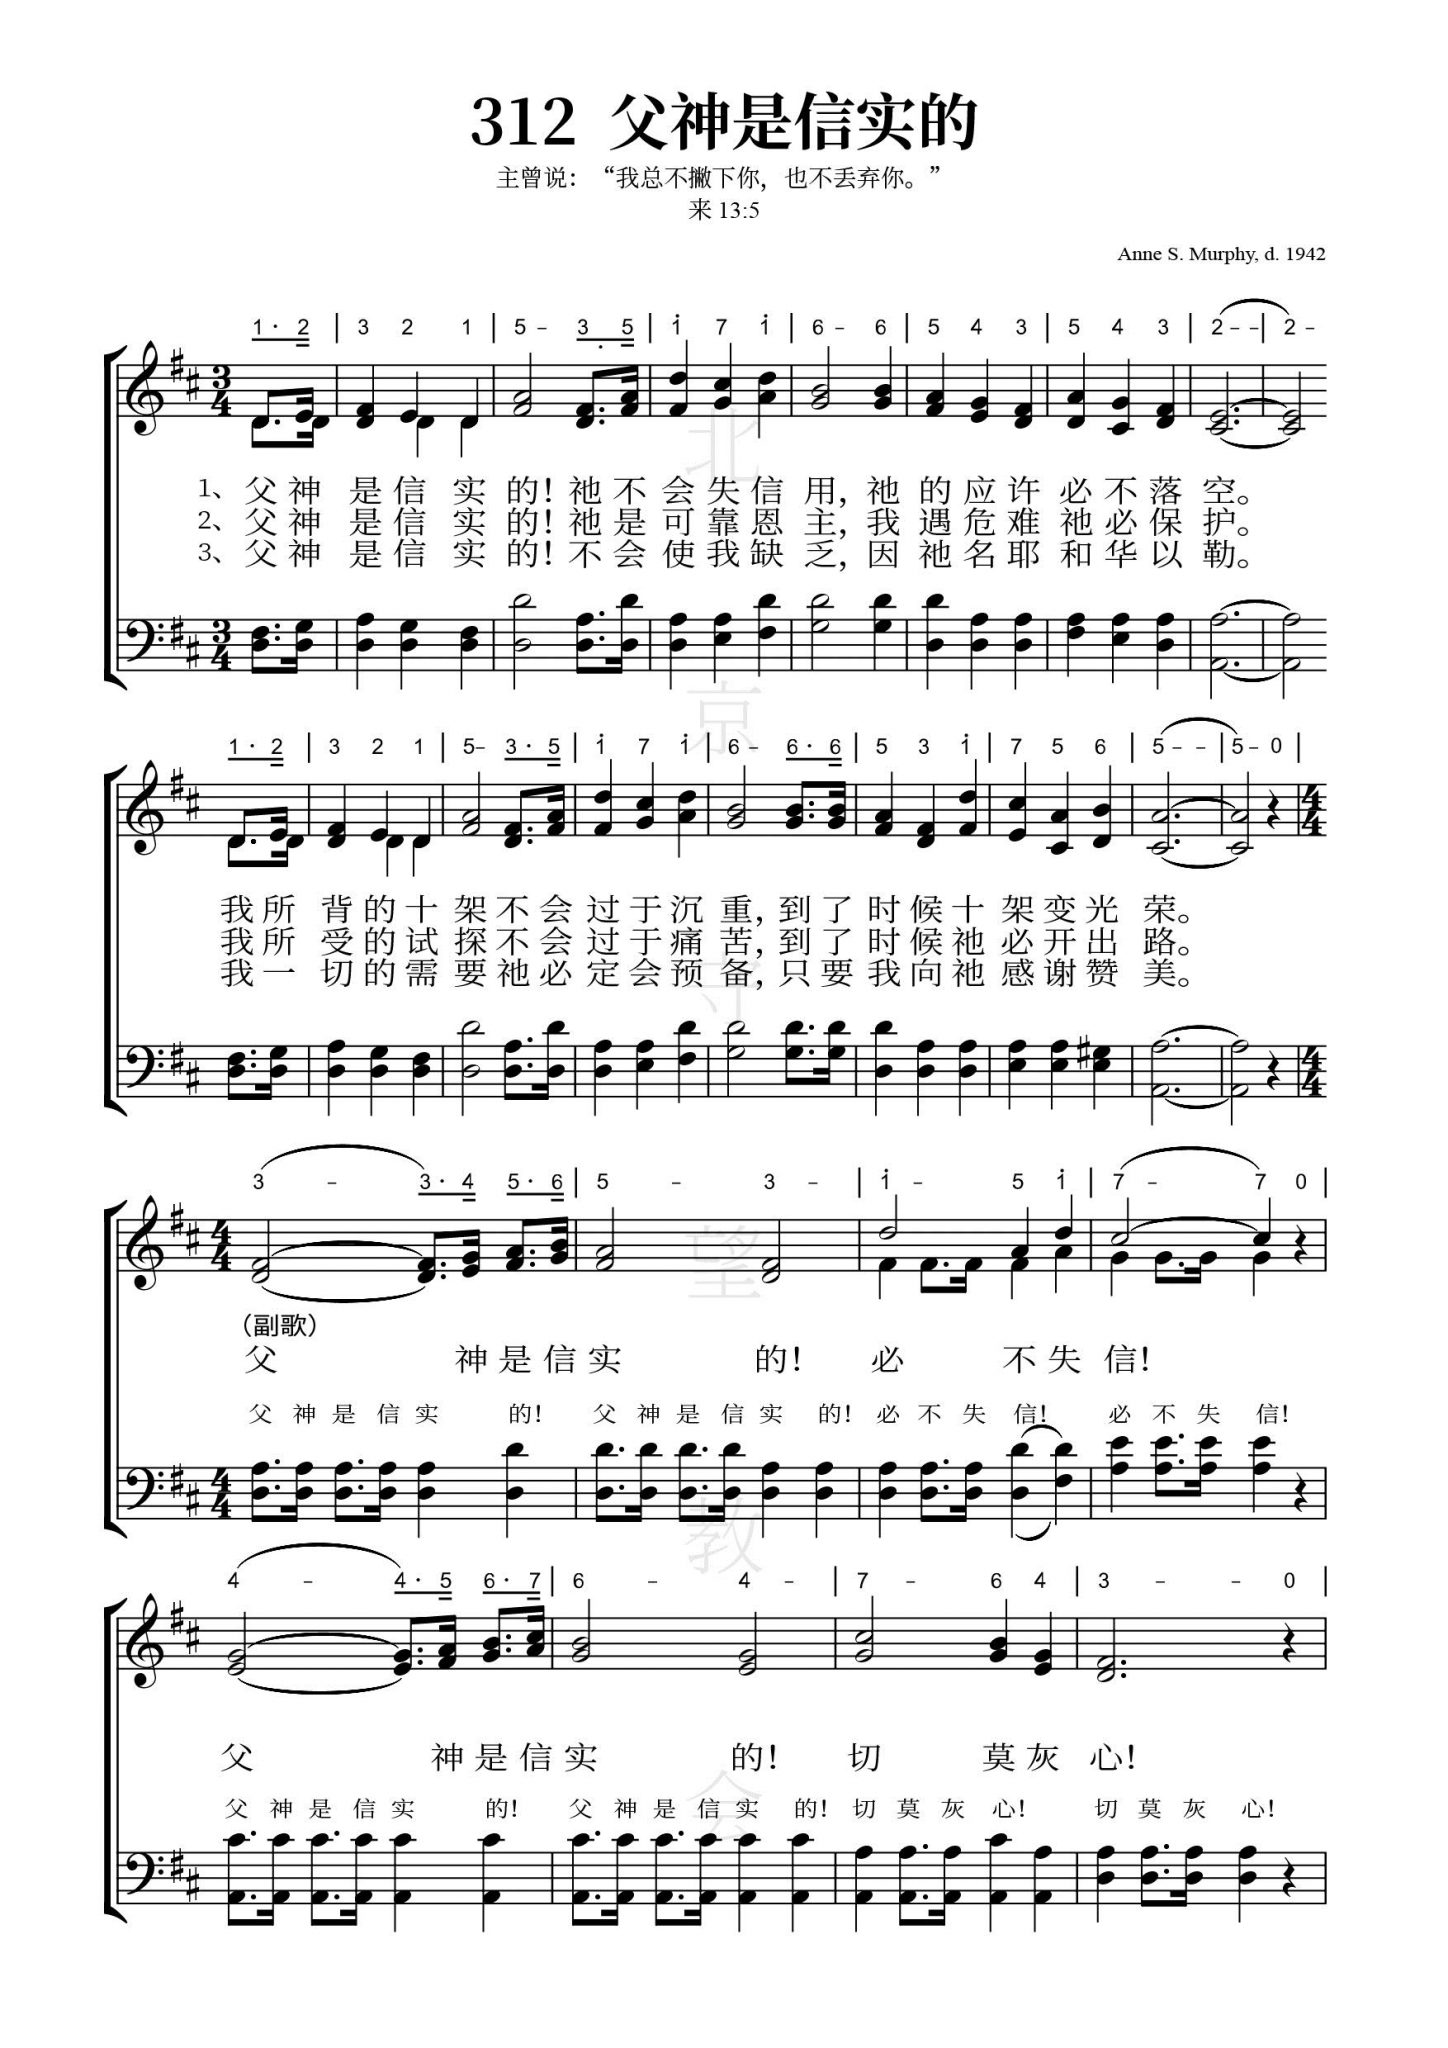 312 父神是信实的
主曾说：“我总不撇下你，也不丢弃你。”
来 13:5
Anne S. Murphy, d. 1942
1· 2 | 3 2 1 | 5 – 3· 5 | 1̇ 7 1̇ | 6 – 6 | 5 4 3 | 5 4 3 | 2 – – | 2 –
1、父神是信实的！祂不会失信用，祂的应许必不落空。
2、父神是信实的！祂是可靠恩主，我遇危难祂必保护。
3、父神是信实的！不会使我缺乏，因祂名耶和华以勒。
1· 2 | 3 2 1 | 5 – 3· 5 | 1̇ 7 1̇ | 6 – 6· 6 | 5 3 1̇ | 7 5 6 | 5 – – | 5 – 0 |
我所背的十架不会过于沉重，到了时候十架变光荣。
我所受的试探不会过于痛苦，到了时候祂必开出路。
我一切的需要祂必定会预备，只要我向祂感谢赞美。
3 – 3· 4 5· 6 | 5 – 3 – | 1̇ – 5 1̇ | 7 – 7 0 |
（副歌）
父 神是信实 的！ 必 不失信！
父神是信实 的！ 父神是信实 的！必不失 信！ 必不失 信！
4 – 4· 5 6· 7 | 6 – 4 – | 7 – 6 4 | 3 – – 0 |
父 神是信实 的！ 切 莫灰心！
父神是信实 的！ 父神是信实 的！切莫灰 心！ 切莫灰 心！
北京守望教会